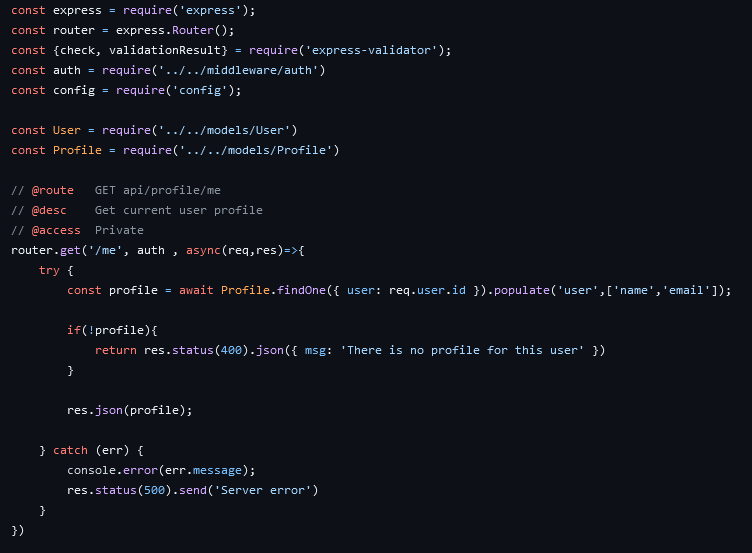 const express = require('express');
const router = express.Router();
const {check, validationResult} = require('express-validator');
const auth = require('../../middleware/auth')
const config = require('config');

const User = require('../../models/User')
const Profile = require('../../models/Profile')

// @route   GET api/profile/me
// @desc    Get current user profile
// @access  Private
router.get('/me', auth , async(req,res)=>{
    try {
        const profile = await Profile.findOne({ user: req.user.id }).populate('user',['name','email']);

        if(!profile){
            return res.status(400).json({ msg: 'There is no profile for this user' })
        }

        res.json(profile);

    } catch (err) {
        console.error(err.message);
        res.status(500).send('Server error')
    }
})